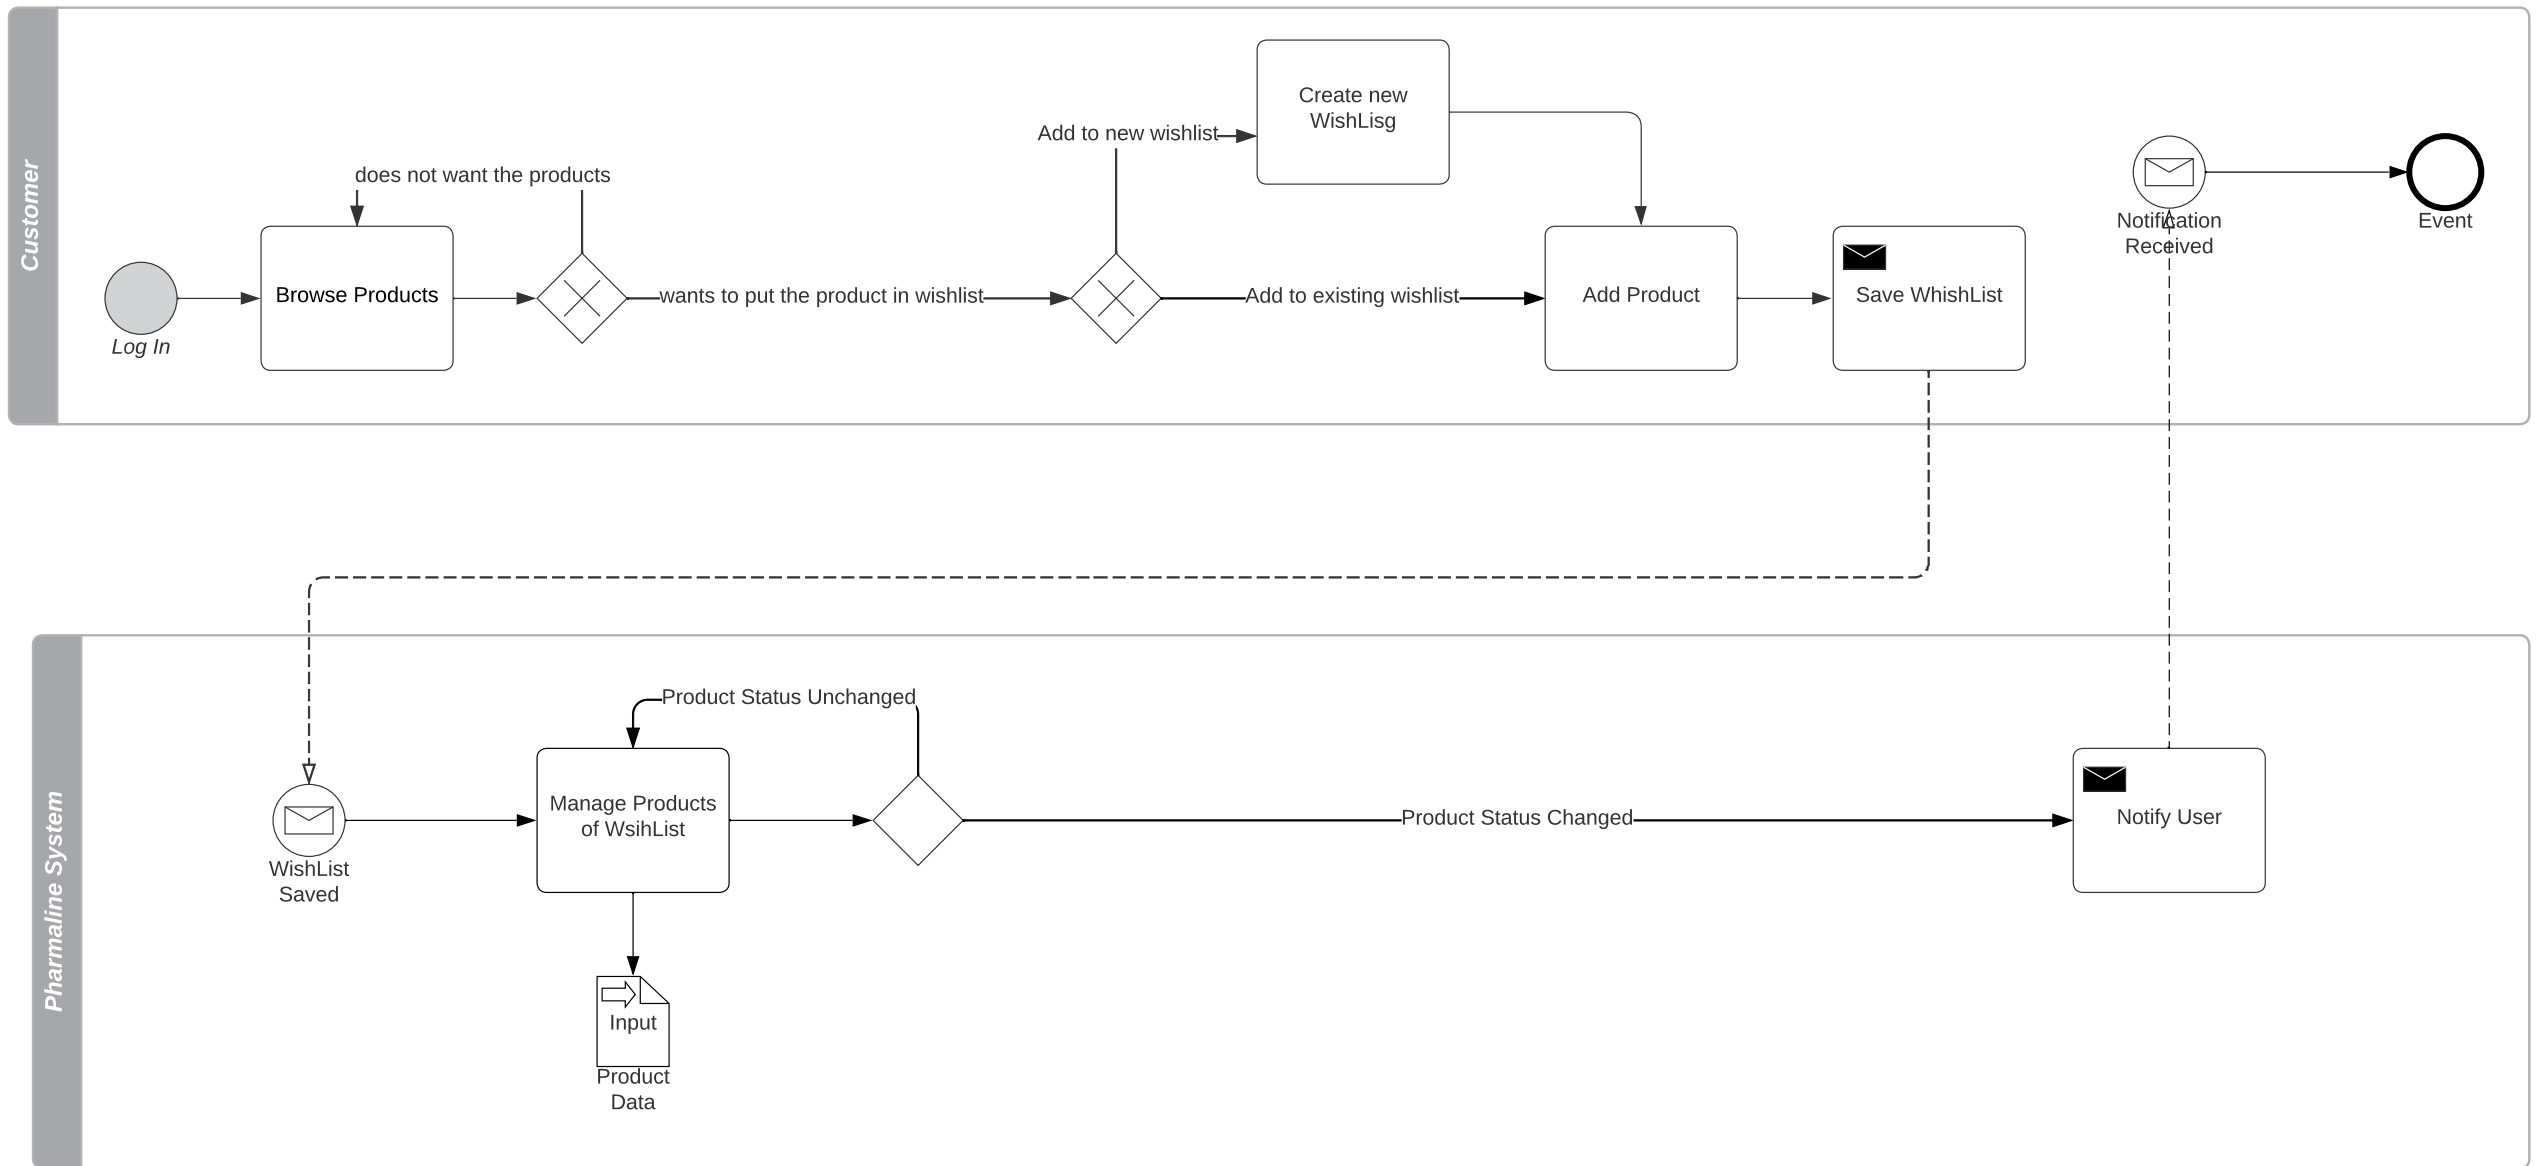 Customer
Create new
WishLisg
Add to new wishlist
does not want the products
Notification
Received
Event
Browse Products
wants to put the product in wishlist
Add to existing wishlist
Add Product
Save WhishList
Log In
Pharmaline System
Product Status Unchanged
Manage Products
of WsihList
Product Status Changed
Notify User
WishList
Saved
Input
Product
Data